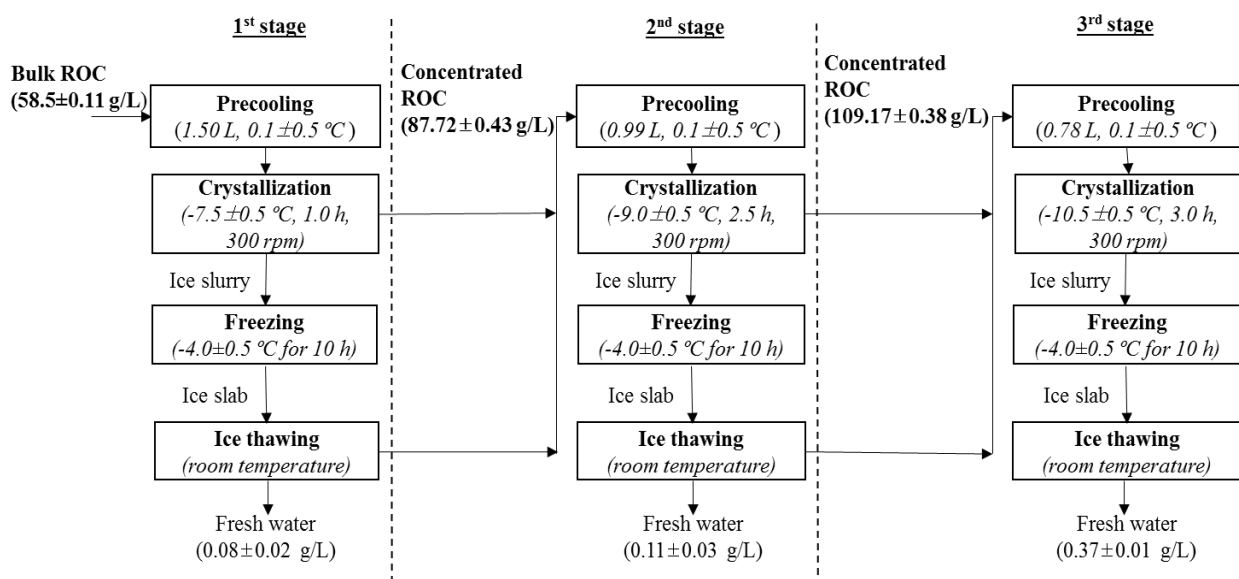 1st stage
2nd stage
3rd stage
Bulk ROC
(58.5±0.11 g/L)
Precooling
(1.50 L, 0.1±0.5 ºC )
Crystallization
(-7.5±0.5 ºC, 1.0 h,
300 rpm)
Ice slurry
Freezing
(-4.0±0.5 ºC for 10 h)
Ice slab
Ice thawing
(room temperature)
Fresh water
(0.08±0.02 g/L)
Concentrated
ROC
(87.72±0.43 g/L)
Precooling
(0.99 L, 0.1±0.5 ºC )
Crystallization
(-9.0±0.5 ºC, 2.5 h,
300 rpm)
Ice slurry
Freezing
(-4.0±0.5 ºC for 10 h)
Ice slab
Ice thawing
(room temperature)
Fresh water
(0.11±0.03 g/L)
Concentrated
ROC
(109.17±0.38 g/L)
Precooling
(0.78 L, 0.1±0.5 ºC )
Crystallization
(-10.5±0.5 ºC, 3.0 h,
300 rpm)
Ice slurry
Freezing
(-4.0±0.5 ºC for 10 h)
Ice slab
Ice thawing
(room temperature)
Fresh water
(0.37±0.01 g/L)